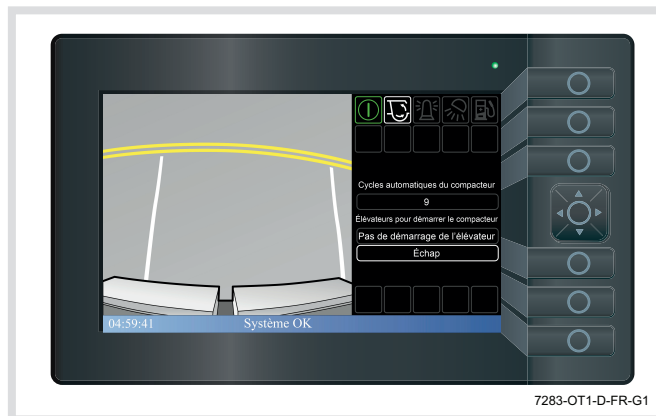 Cycles automatiques du compacteur
9
Élévateurs pour démarrer le compacteur
Pas de démarrage de l'élévateur
Échap
04:59:41 Système OK
7283-OT1-D-FR-G1